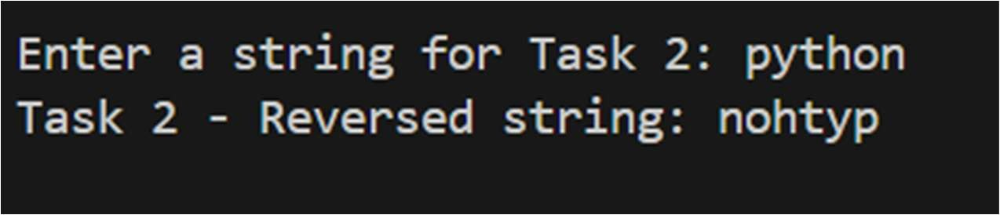 Enter a string for Task 2: python
Task 2 - Reversed string: nohtyp